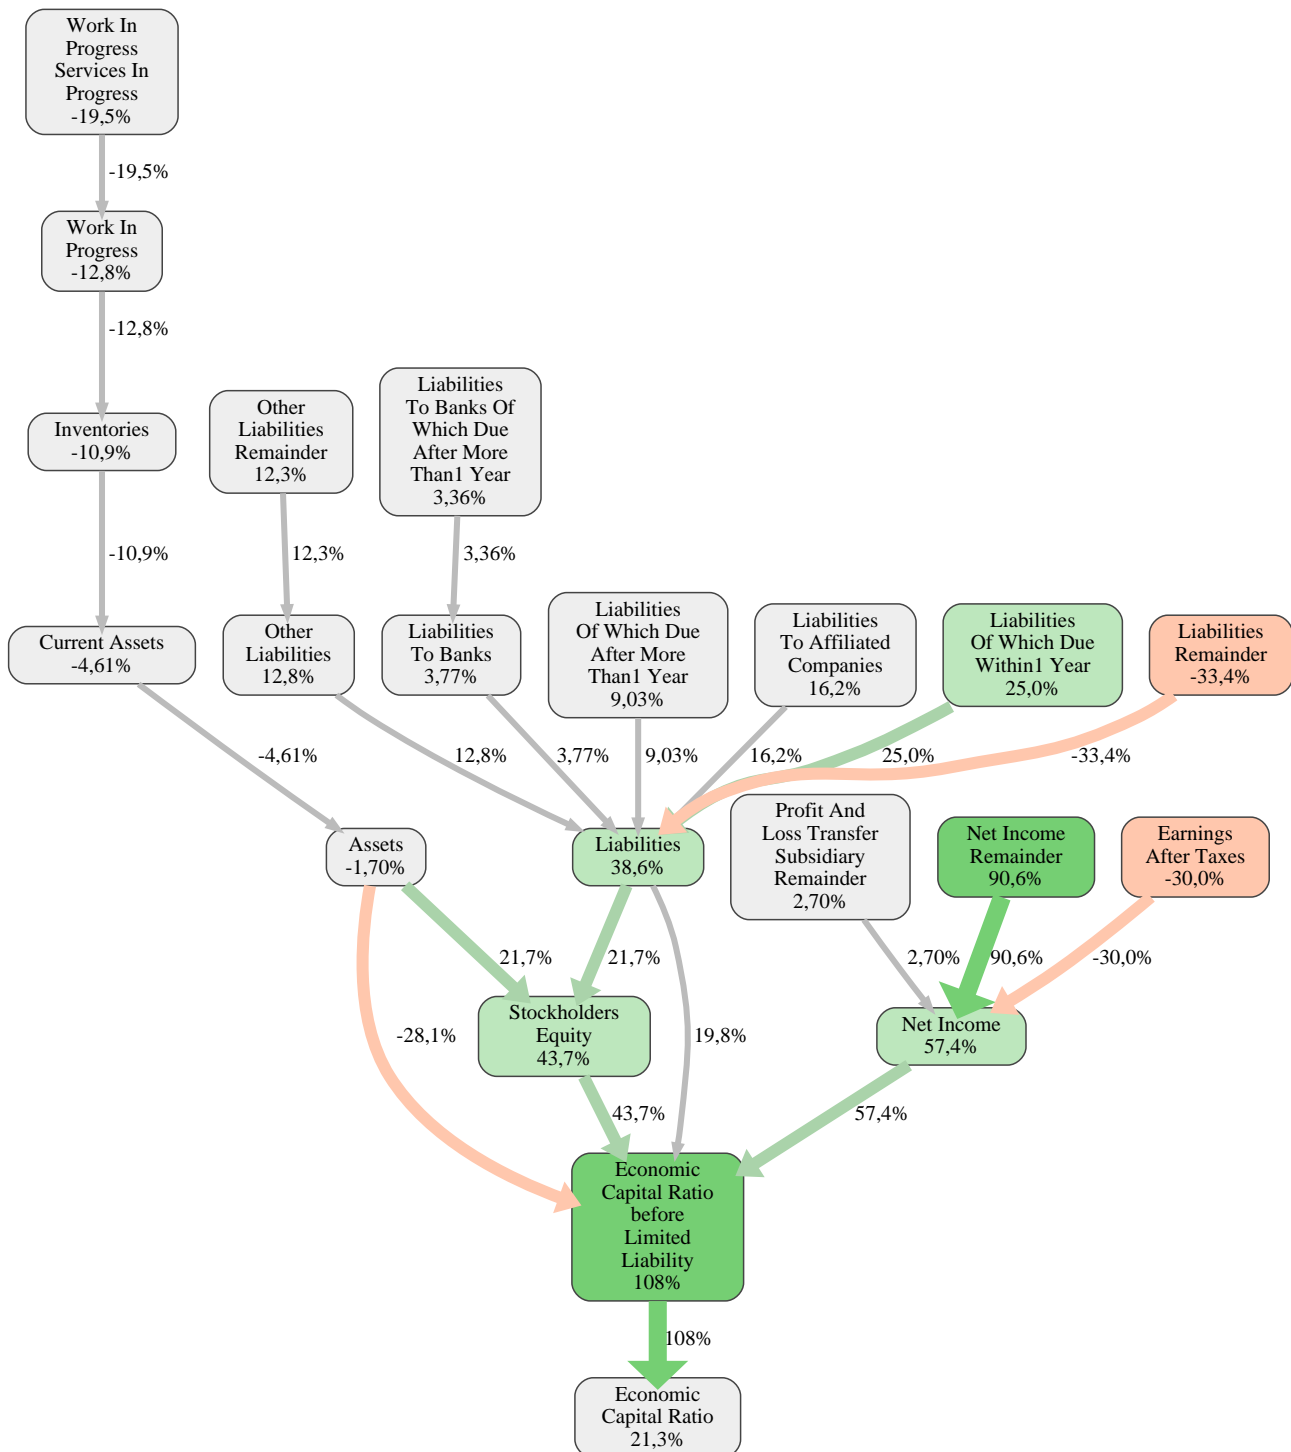 Work In
Progress
Services In
Progress
-19,5%
-19,5%
Work In
Progress
-12,8%
-12,8%
Inventories
-10,9%
Other
Liabilities
Remainder
12,3%
Liabilities
To Banks Of
Which Due
After More
Than1 Year
3,36%
-10,9%
12,3%
3,36%
Current Assets
-4,61%
Other
Liabilities
12,8%
Liabilities
To Banks
3,77%
Liabilities
Of Which Due
After More
Than1 Year
9,03%
Liabilities
To Affiliated
Companies
16,2%
Liabilities
Of Which Due
Within1 Year
25,0%
Liabilities
Remainder
-33,4%
-4,61%
12,8%
3,77%
9,03%
16,2%
25,0%
-33,4%
Assets
-1,70%
Liabilities
38,6%
Profit And
Loss Transfer
Subsidiary
Remainder
2,70%
Net Income
Remainder
90,6%
Earnings
After Taxes
-30,0%
21,7%
21,7%
2,70%
90,6%
-30,0%
Stockholders
Equity
43,7%
-28,1%
19,8%
Net Income
57,4%
43,7%
57,4%
Economic
Capital Ratio
before
Limited
Liability
108%
108%
Economic
Capital Ratio
21,3%